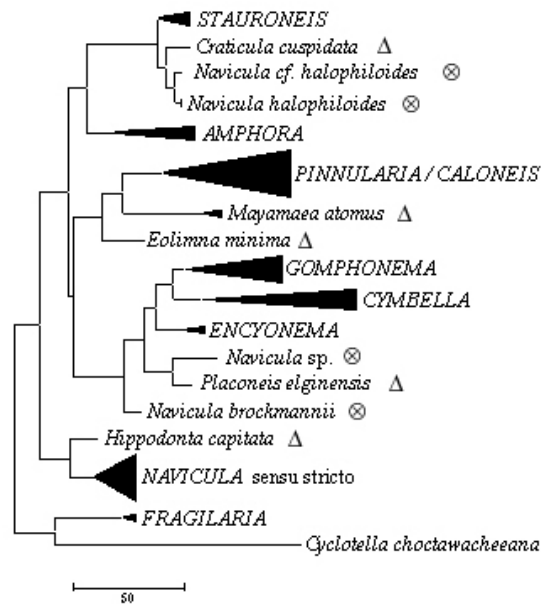 STAURONEIS
Craticula cuspidata Δ
Navicula cf. halophiloides ⊗
Navicula halophiloides ⊗
AMPHORA
PINNULARIA / CALONEIS
Mayamaea atomus Δ
Eolimna minima Δ
GOMPHONEMA
CYMBELLA
ENCYONEMA
Navicula sp. ⊗
Placoneis elginensis Δ
Navicula brockmannii ⊗
Hippodonta capitata Δ
NAVICULA sensu stricto
FRAGILARIA
Cyclotella choctawacheeana
50